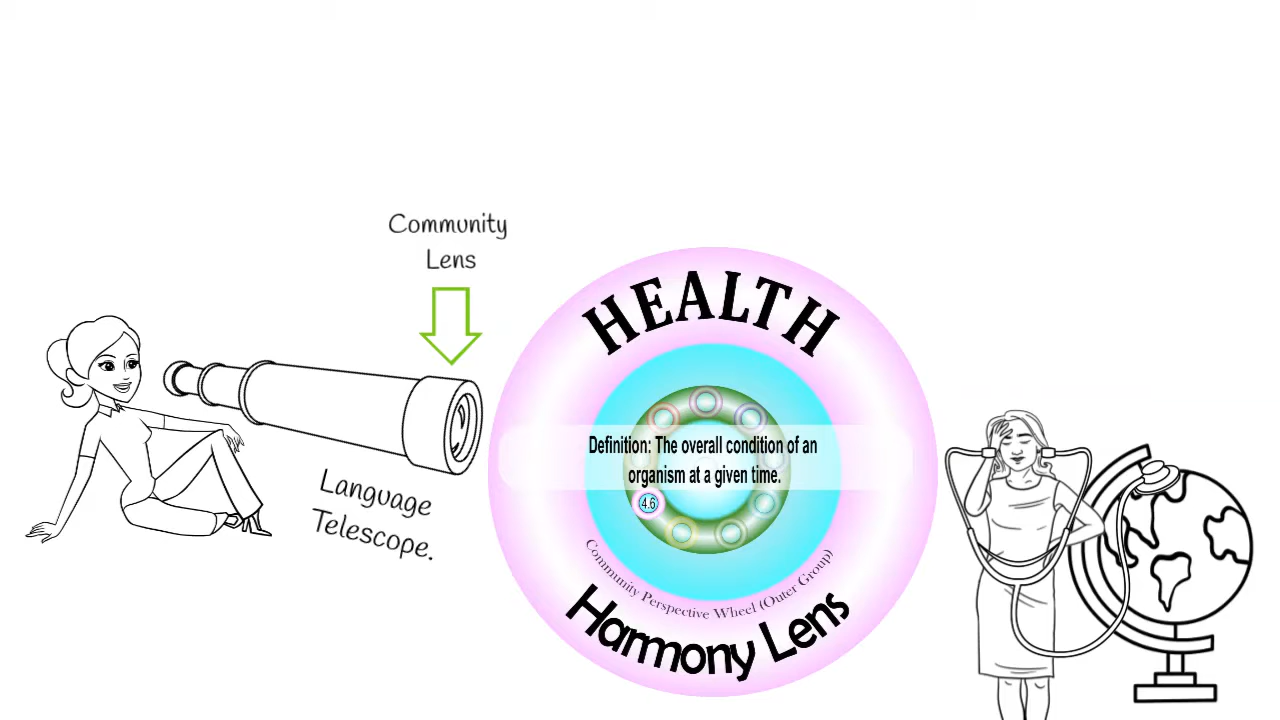 Community
Lens
HEALTH
Definition: The overall condition of an
organism at a given time.
4.6
Language
Telescope.
Community Perspective Wheel (Outer Group)
Harmony Lens